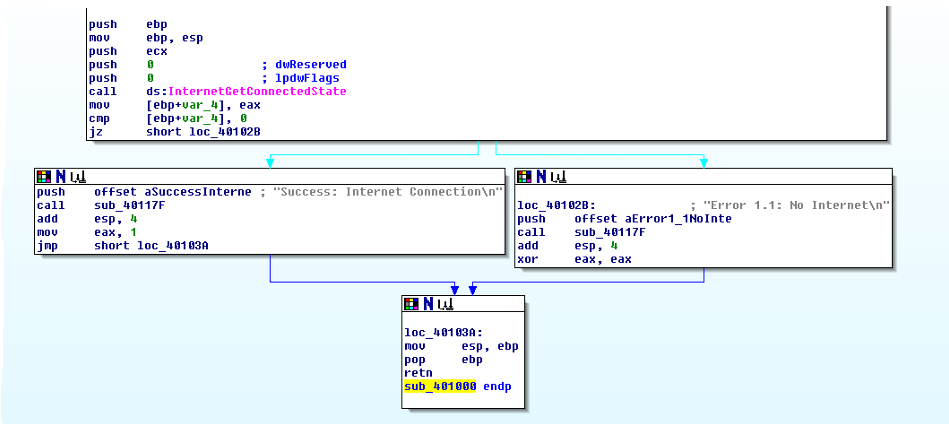 push ebp
mov ebp, esp
push ecx
push 0 ; dwReserved
push 0 ; lpdwFlags
call ds:InternetGetConnectedState
mov [ebp+var_4], eax
cmp [ebp+var_4], 0
jz short loc_40102B
push offset aSuccessInterne ; "Success: Internet Connection\n"
call sub_40117F
add esp, 4
mov eax, 1
jmp short loc_40103A
loc_40102B: ; "Error 1.1: No Internet\n"
push offset aError1_1NoInte
call sub_40117F
add esp, 4
xor eax, eax
loc_40103A:
mov esp, ebp
pop ebp
retn
sub_401000 endp